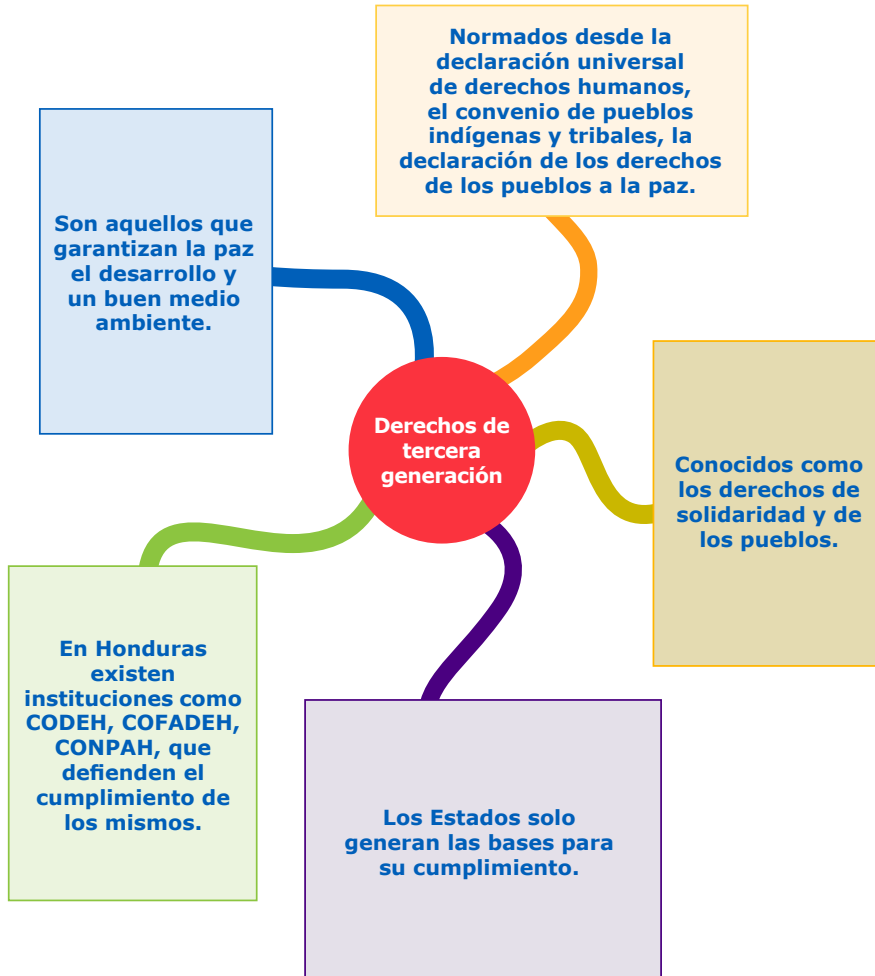 Normados desde la
declaración universal
de derechos humanos,
el convenio de pueblos
indígenas y tribales, la
declaración de los derechos
de los pueblos a la paz.
Son aquellos que
garantizan la paz
el desarrollo y
un buen medio
ambiente.
Derechos de
tercera
generación
Conocidos como
los derechos de
solidaridad y de
los pueblos.
En Honduras
existen
instituciones como
CODEH, COFADEH,
CONPAH, que
defienden el
cumplimiento de
los mismos.
Los Estados solo
generan las bases para
su cumplimiento.